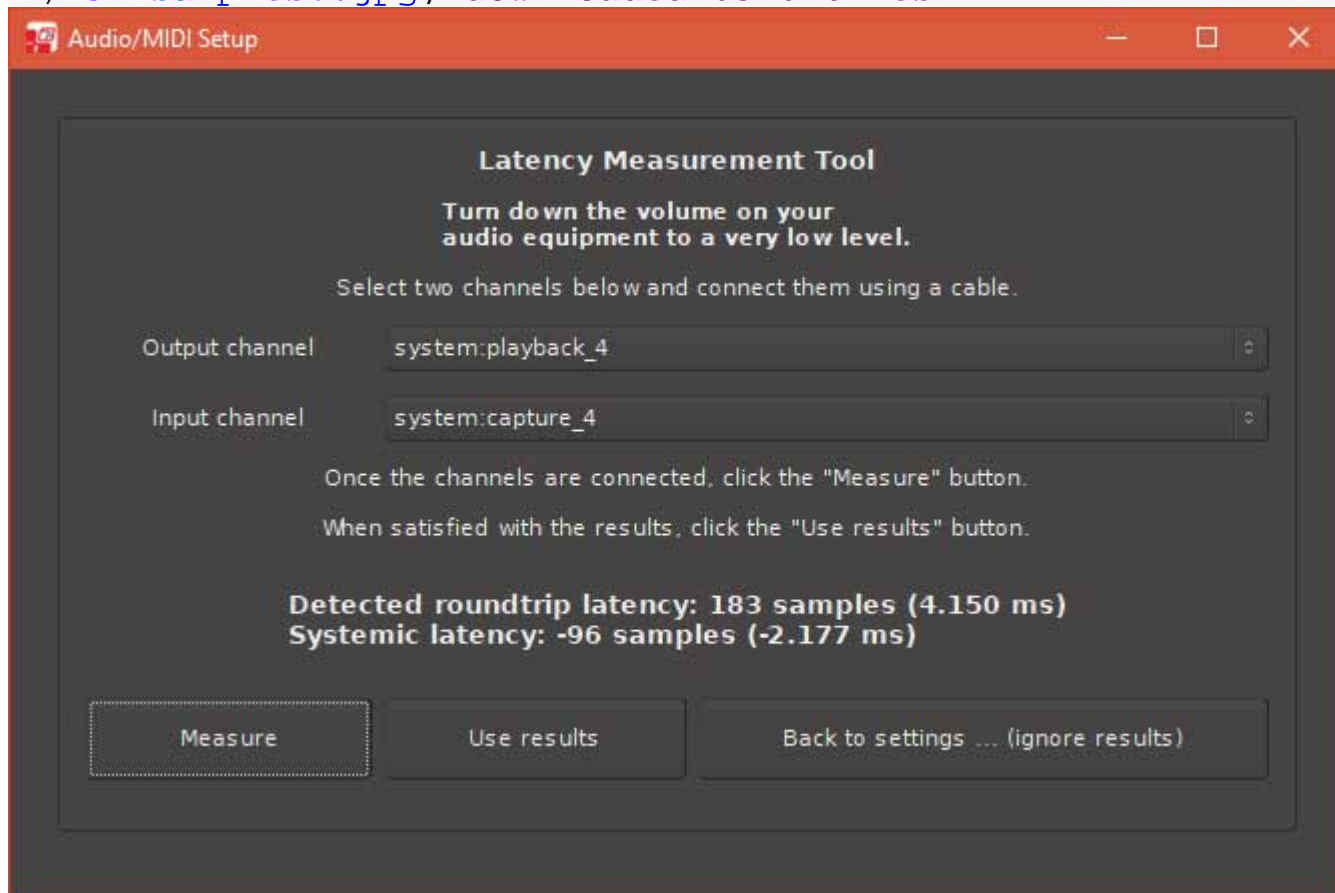 Audio/MIDI Setup
Latency Measurement Tool
Turn down the volume on your
audio equipment to a very low level.
Select two channels below and connect them using a cable.
Output channel system:playback_4
Input channel system:capture_4
Once the channels are connected, click the "Measure" button.
When satisfied with the results, click the "Use results" button.
Detected roundtrip latency: 183 samples (4.150 ms)
Systemic latency: -96 samples (-2.177 ms)
Measure Use results Back to settings ... (ignore results)